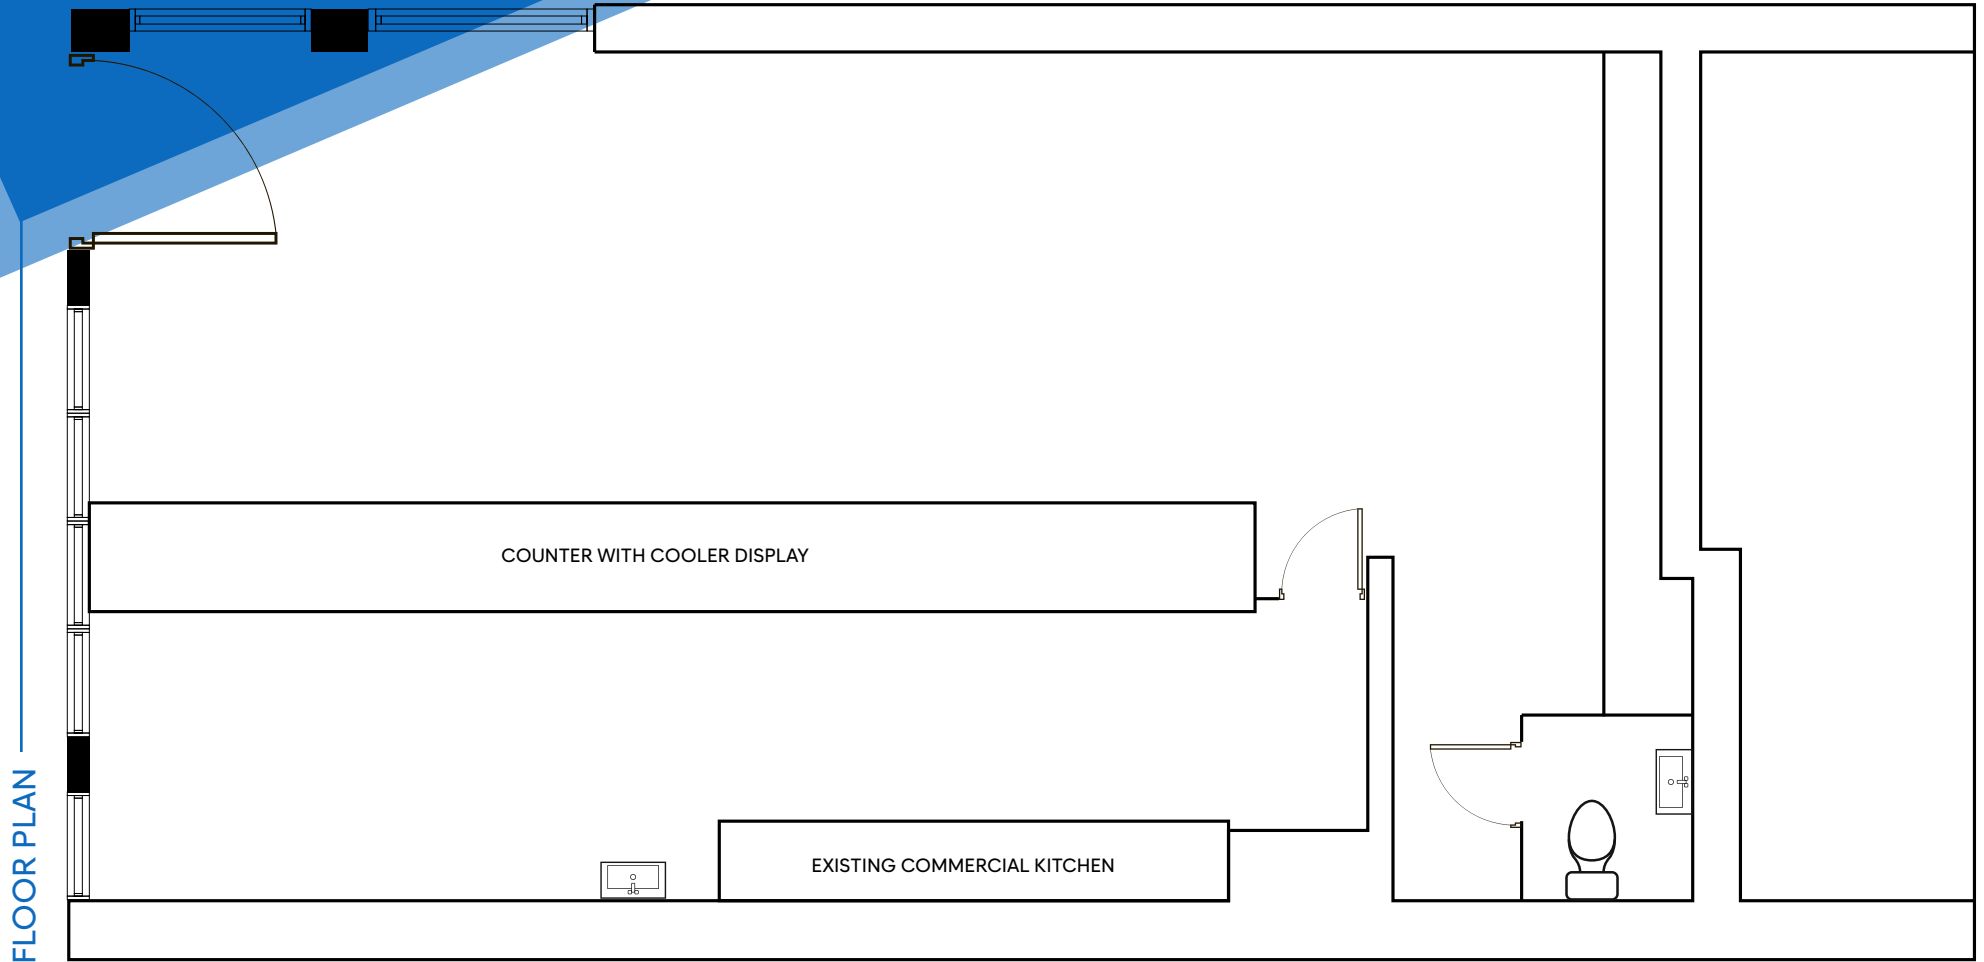 COUNTER WITH COOLER DISPLAY
EXISTING COMMERCIAL KITCHEN
FLOOR PLAN